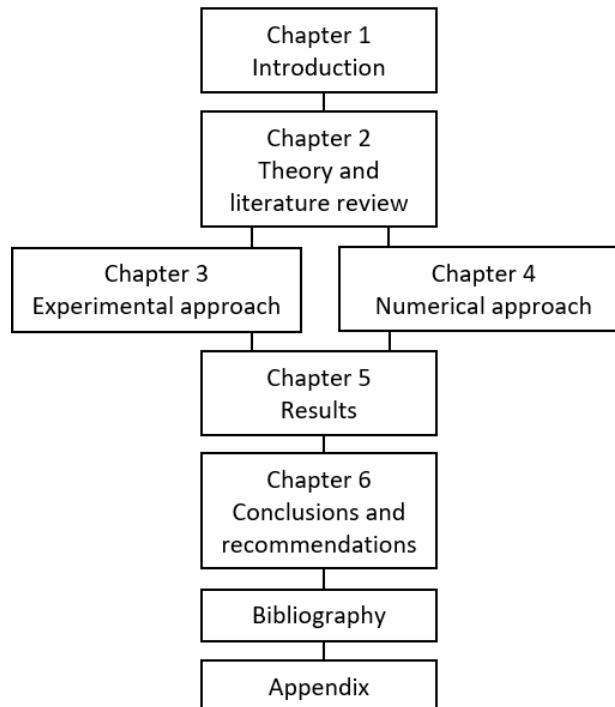 Chapter 1
Introduction
Chapter 2
Theory and
literature review
Chapter 3
Experimental approach
Chapter 4
Numerical approach
Chapter 5
Results
Chapter 6
Conclusions and
recommendations
Bibliography
Appendix